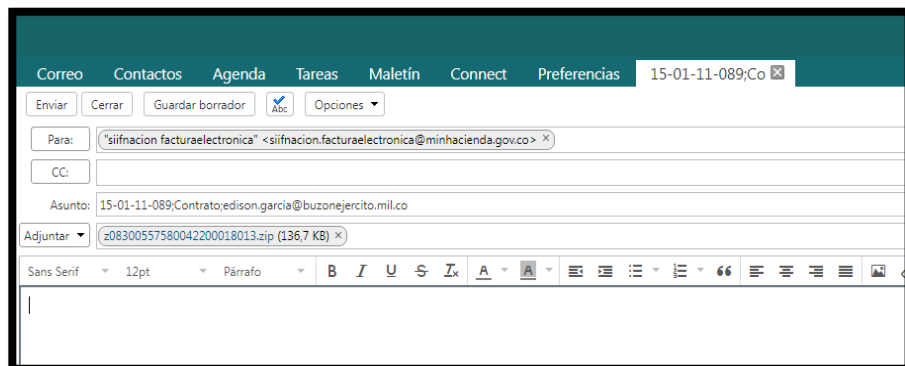 Correo Contactos Agenda Tareas Maletín Connect Preferencias 15-01-11-089;Co
Enviar Cerrar Guardar borrador Abc Opciones
Para: "siifnacion facturaelectronica" <siifnacion.facturaelectronica@minhacienda.gov.co> ×
CC:
Asunto: 15-01-11-089;Contrato;edison.garcia@buzonejercito.mil.co
Adjuntar z08300557580042200018013.zip (136,7 KB) ×
Sans Serif 12pt Párrafo B I U S Ix A A